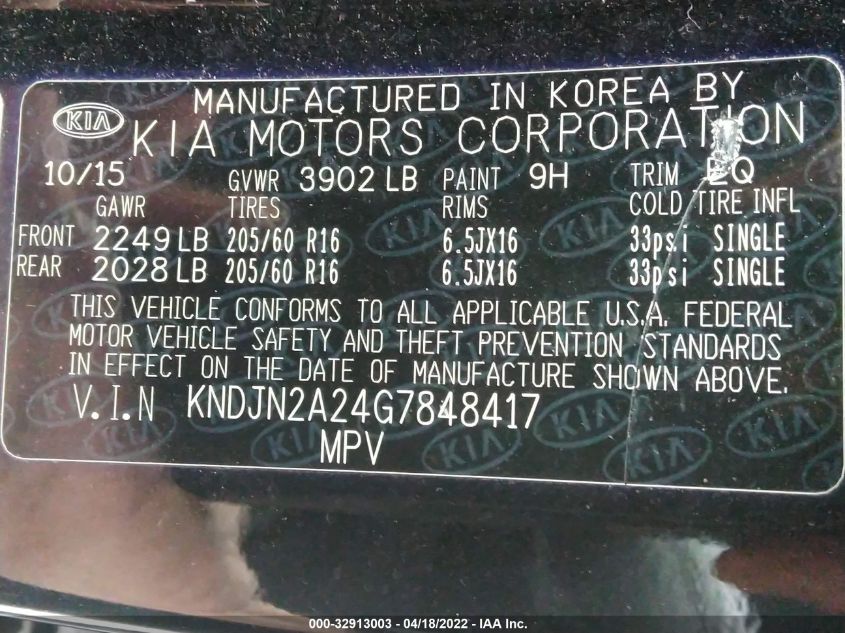 MANUFACTURED IN KOREA BY
KIA KIA MOTORS CORPORATION
10/15 GVWR 3902 LB PAINT 9H TRIM EQ
GAWR TIRES RIMS COLD TIRE INFL
FRONT 2249 LB 205/60 R16 6.5JX16 33psi SINGLE
REAR 2028 LB 205/60 R16 6.5JX16 33psi SINGLE
THIS VEHICLE CONFORMS TO ALL APPLICABLE U.S.A. FEDERAL
MOTOR VEHICLE SAFETY AND THEFT PREVENTION STANDARDS
IN EFFECT ON THE DATE OF MANUFACTURE SHOWN ABOVE.
V.I.N KNDJN2A24G7848417
MPV
000-32913003 - 04/18/2022 - IAA Inc.